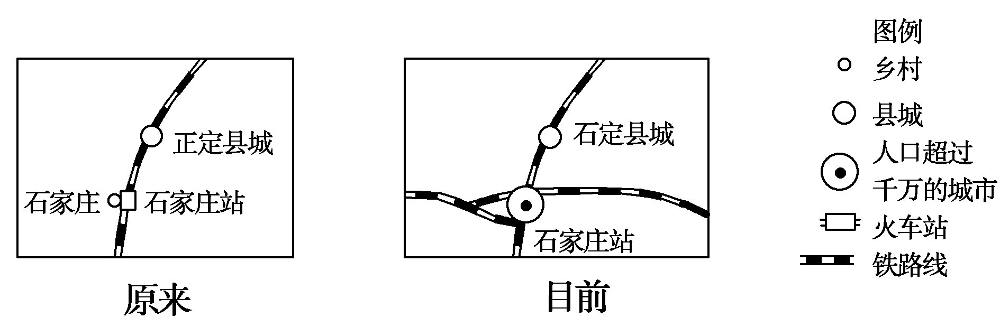 正定县城
石家庄
石家庄站
原来
石定县城
石家庄站
目前
图例
乡村
县城
人口超过
千万的城市
火车站
铁路线